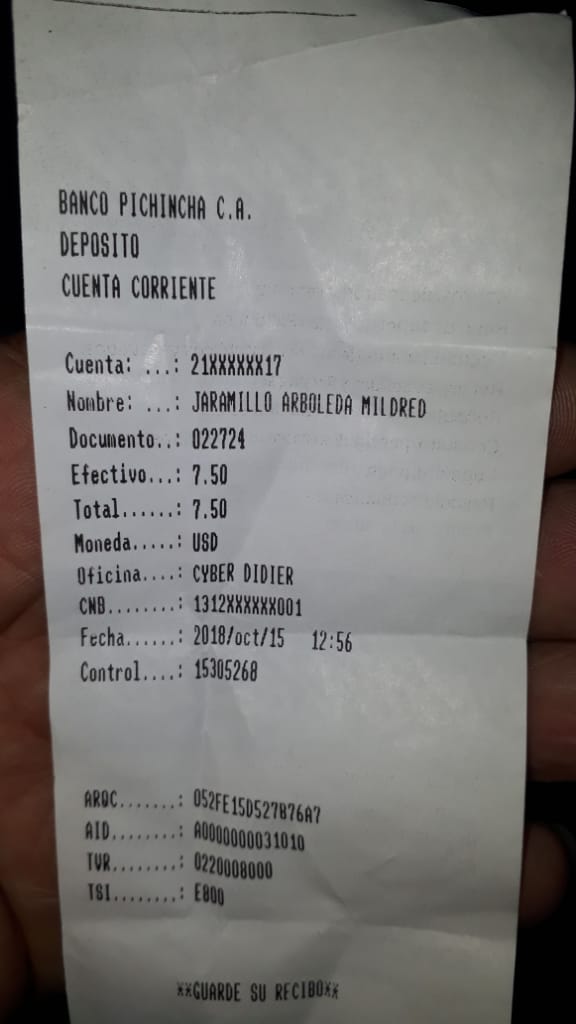 BANCO PICHINCHA C.A.
DEPOSITO
CUENTA CORRIENTE
Cuenta: ...: 21XXXXXX17
Nombre: ...: JARAMILLO ARBOLEDA MILDRED
Documento..: 022724
Efectivo...: 7.50
Total......: 7.50
Moneda.....: USD
Oficina....: CYBER DIDIER
CNB........: 1312XXXXXX001
Fecha......: 2018/oct/15 12:56
Control....: 15305268
ARQC.......: 052FE15D527B76A7
AID........: A0000000031010
TVR........: 0220008000
TSI........: E800
**GUARDE SU RECIBO**